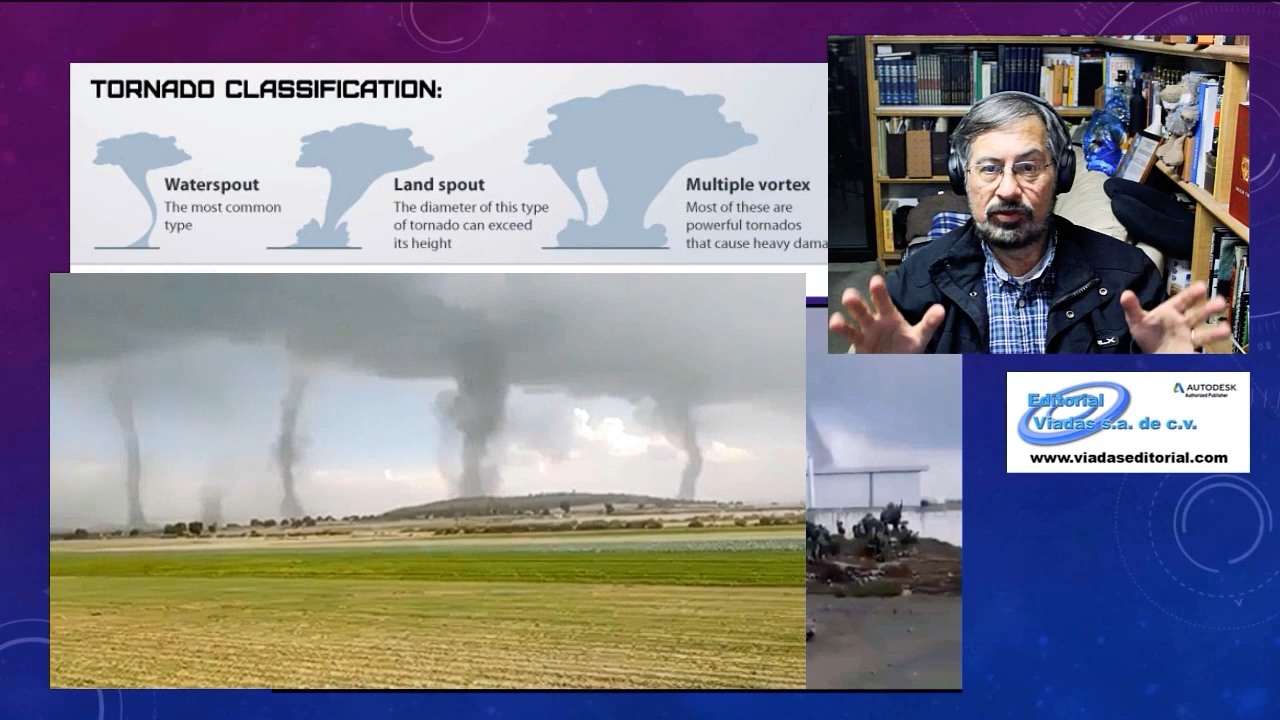 TORNADO CLASSIFICATION:
Waterspout
The most common
type
Land spout
The diameter of this type
of tornado can exceed
its height
Multiple vortex
Most of these are
powerful tornados
that cause heavy dama
AUTODESK
Authorized Publisher
Editorial
Viadas s.a. de c.v.
www.viadaseditorial.com